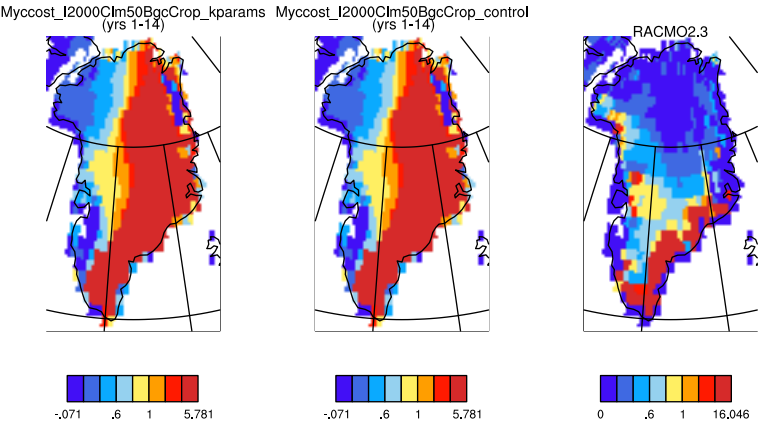 Myccost_I2000Clm50BgcCrop_kparams
(yrs 1-14)
Myccost_I2000Clm50BgcCrop_control
(yrs 1-14)
RACMO2.3
-.071 .6 1 5.781
-.071 .6 1 5.781
0 .6 1 16.046